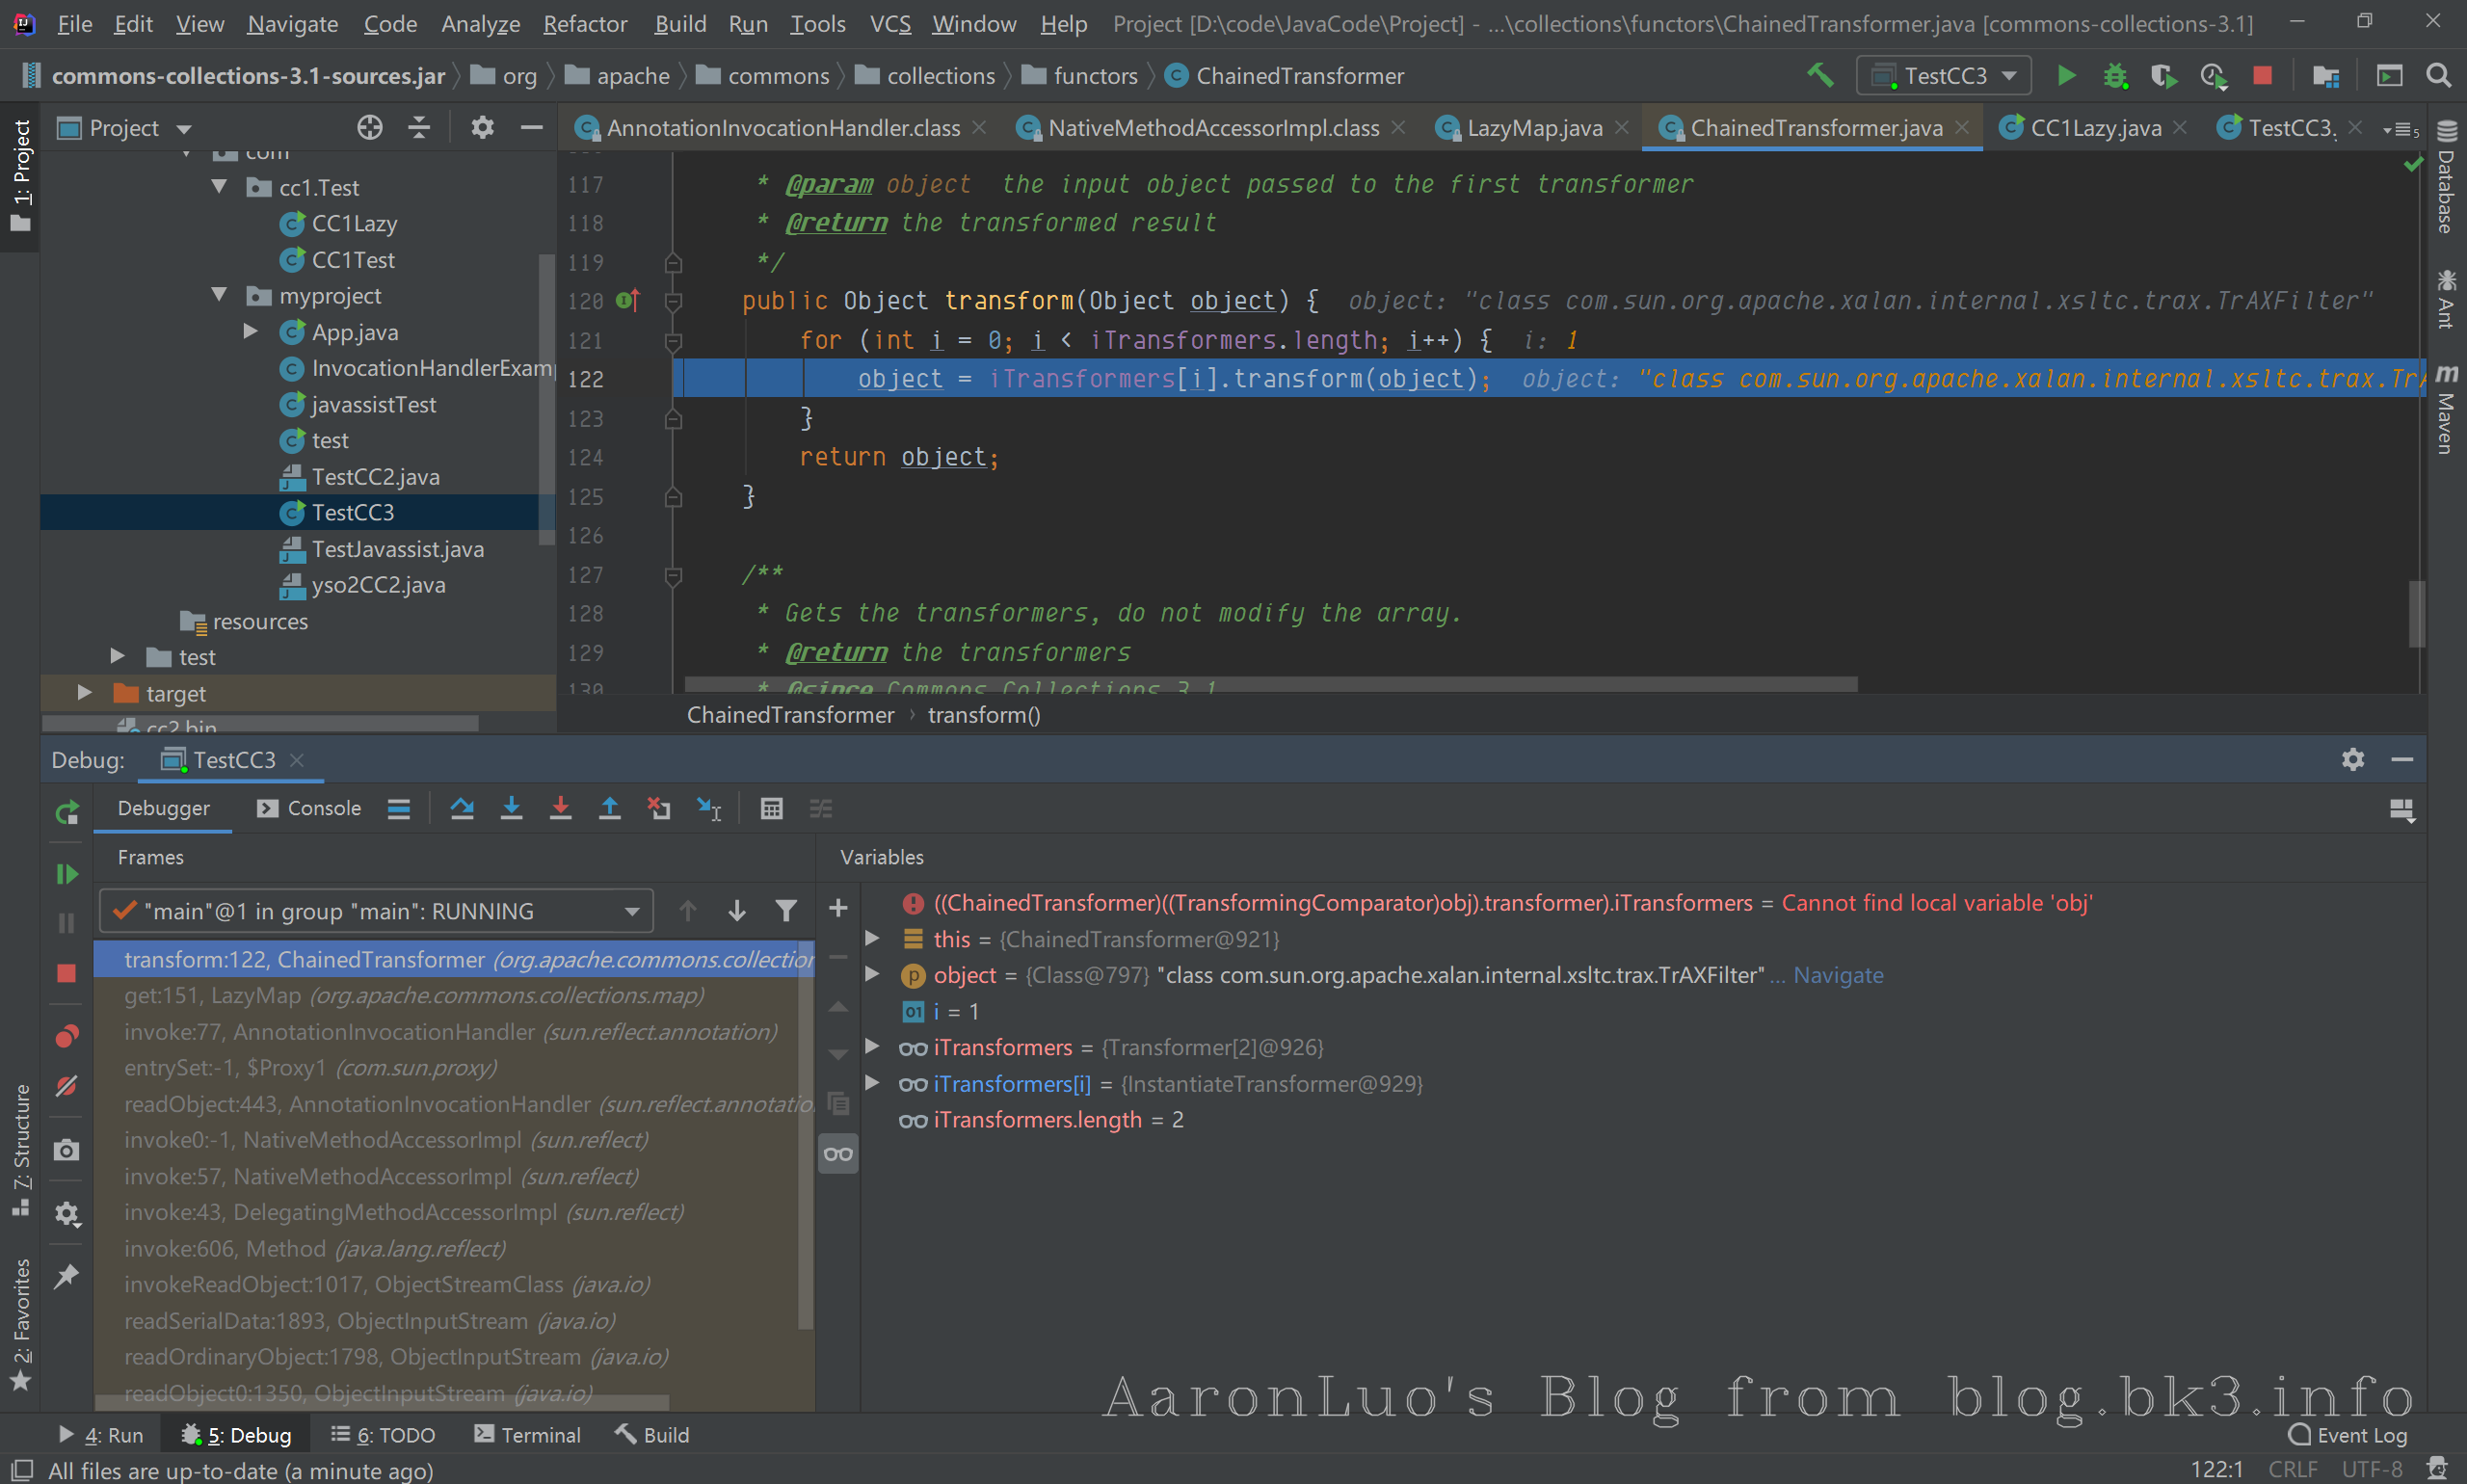 File Edit View Navigate Code Analyze Refactor Build Run Tools VCS Window Help Project [D:\code\JavaCode\Project] - ...\collections\functors\ChainedTransformer.java [commons-collections-3.1]
commons-collections-3.1-sources.jar org apache commons collections functors ChainedTransformer TestCC3
1: Project
Project
com
cc1.Test
CC1Lazy
CC1Test
myproject
App.java
InvocationHandlerExam
javassistTest
test
TestCC2.java
TestCC3
TestJavassist.java
yso2CC2.java
resources
test
target
cc2.bin
AnnotationInvocationHandler.class NativeMethodAccessorImpl.class LazyMap.java ChainedTransformer.java CC1Lazy.java TestCC3. 5
117 * @param object the input object passed to the first transformer
118 * @return the transformed result
119 */
120 public Object transform(Object object) { object: "class com.sun.org.apache.xalan.internal.xsltc.trax.TrAXFilter"
121 for (int i = 0; i < iTransformers.length; i++) { i: 1
122 object = iTransformers[i].transform(object); object: "class com.sun.org.apache.xalan.internal.xsltc.trax.TrA
123 }
124 return object;
125 }
126
127 /**
128 * Gets the transformers, do not modify the array.
129 * @return the transformers
130 * @since Commons Collections 3.1
ChainedTransformer › transform()
Database
Ant
Maven
Debug: TestCC3
Debugger Console
Frames
"main"@1 in group "main": RUNNING
transform:122, ChainedTransformer (org.apache.commons.collection
get:151, LazyMap (org.apache.commons.collections.map)
invoke:77, AnnotationInvocationHandler (sun.reflect.annotation)
entrySet:-1, $Proxy1 (com.sun.proxy)
readObject:443, AnnotationInvocationHandler (sun.reflect.annotatio
invoke0:-1, NativeMethodAccessorImpl (sun.reflect)
invoke:57, NativeMethodAccessorImpl (sun.reflect)
invoke:43, DelegatingMethodAccessorImpl (sun.reflect)
invoke:606, Method (java.lang.reflect)
invokeReadObject:1017, ObjectStreamClass (java.io)
readSerialData:1893, ObjectInputStream (java.io)
readOrdinaryObject:1798, ObjectInputStream (java.io)
readObject0:1350, ObjectInputStream (java.io)
Variables
((ChainedTransformer)((TransformingComparator)obj).transformer).iTransformers = Cannot find local variable 'obj'
this = {ChainedTransformer@921}
object = {Class@797} "class com.sun.org.apache.xalan.internal.xsltc.trax.TrAXFilter" ... Navigate
i = 1
iTransformers = {Transformer[2]@926}
iTransformers[i] = {InstantiateTransformer@929}
iTransformers.length = 2
7: Structure
2: Favorites
AaronLuo's Blog from blog.bk3.info
4: Run 5: Debug 6: TODO Terminal Build Event Log
All files are up-to-date (a minute ago) 122:1 CRLF UTF-8